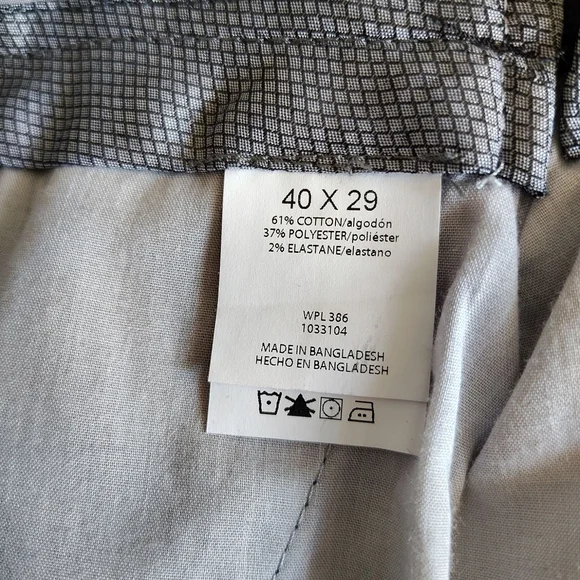 40 X 29
61% COTTON/algodón
37% POLYESTER/poliéster
2% ELASTANE/elastano
WPL 386
1033104
MADE IN BANGLADESH
HECHO EN BANGLADESH